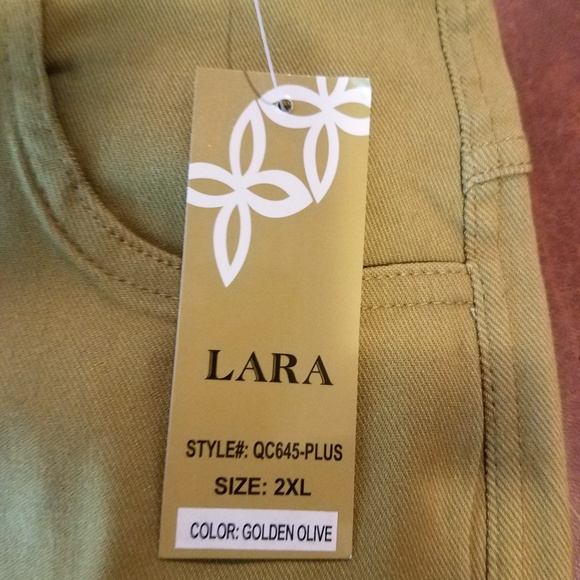 LARA
STYLE#: QC645-PLUS
SIZE: 2XL
COLOR: GOLDEN OLIVE